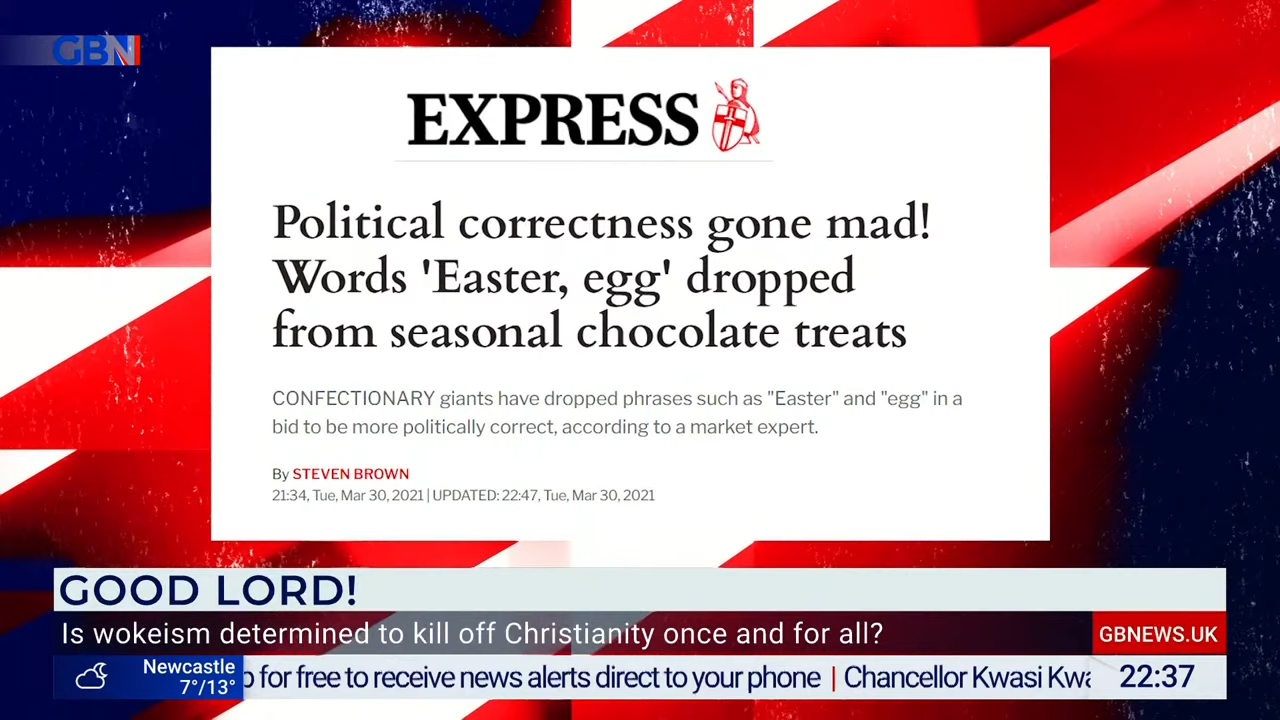 GBN
EXPRESS
Political correctness gone mad!
Words 'Easter, egg' dropped
from seasonal chocolate treats
CONFECTIONARY giants have dropped phrases such as "Easter" and "egg" in a
bid to be more politically correct, according to a market expert.
By STEVEN BROWN
21:34, Tue, Mar 30, 2021 | UPDATED: 22:47, Tue, Mar 30, 2021
GOOD LORD!
Is wokeism determined to kill off Christianity once and for all?
GBNEWS.UK
Newcastle
7°/13°
for free to receive news alerts direct to your phone | Chancellor Kwasi
22:37